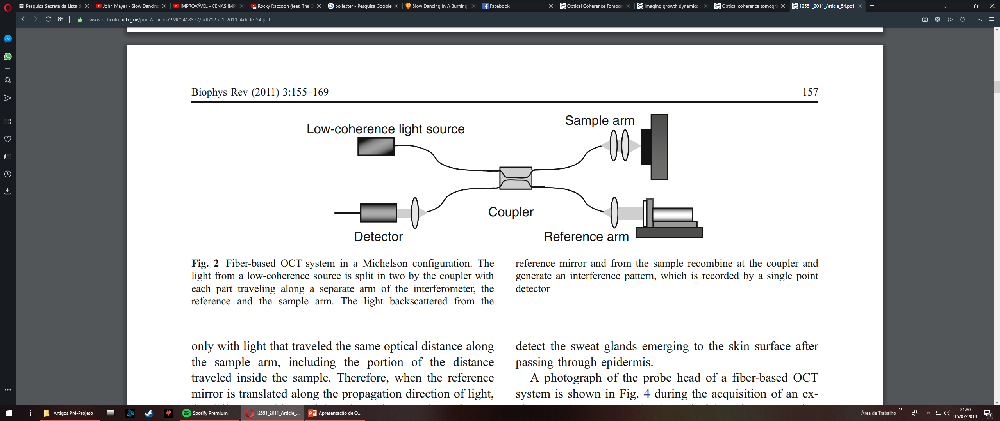 Pesquisa Secreta da Lista d
John Mayer - Slow Dancing
IMPROVÁVEL - CENAS IMP
Rocky Raccoon (feat. The
poliester - Pesquisa Google
Slow Dancing In A Burning
Facebook
Optical Coherence Tomogr
Imaging growth dynamics
Optical coherence tomogra
12551_2011_Article_54.pdf
www.ncbi.nlm.nih.gov/pmc/articles/PMC5418377/pdf/12551_2011_Article_54.pdf
Biophys Rev (2011) 3:155–169
157
Low-coherence light source
Sample arm
Coupler
Detector
Reference arm
Fig. 2 Fiber-based OCT system in a Michelson configuration. The
light from a low-coherence source is split in two by the coupler with
each part traveling along a separate arm of the interferometer, the
reference and the sample arm. The light backscattered from the
reference mirror and from the sample recombine at the coupler and
generate an interference pattern, which is recorded by a single point
detector
only with light that traveled the same optical distance along
the sample arm, including the portion of the distance
traveled inside the sample. Therefore, when the reference
mirror is translated along the propagation direction of light,
detect the sweat glands emerging to the skin surface after
passing through epidermis.
A photograph of the probe head of a fiber-based OCT
system is shown in Fig. 4 during the acquisition of an ex-
Artigos Pré-Projeto
Spotify Premium
12551_2011_Article_...
Apresentação de Q...
Área de Trabalho
21:30
15/07/2019
3